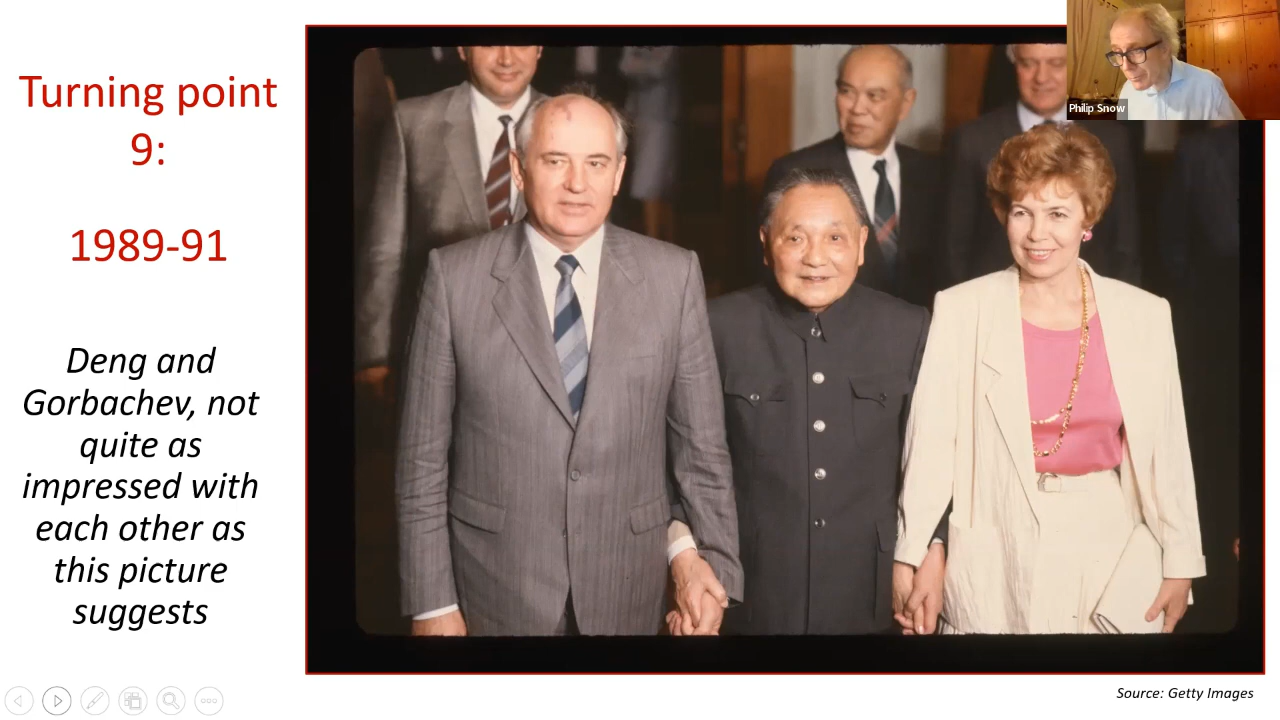 Turning point
9:
1989-91
Deng and
Gorbachev, not
quite as
impressed with
each other as
this picture
suggests
Philip Snow
Source: Getty Images